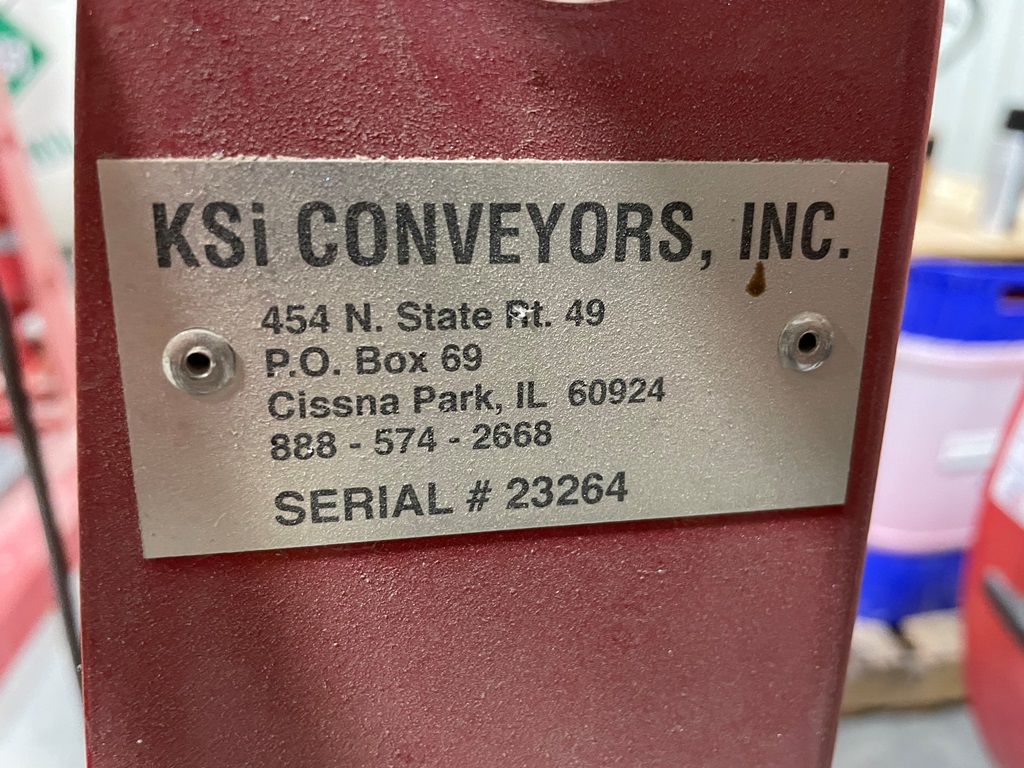 KSi CONVEYORS, INC.
454 N. State Rt. 49
P.O. Box 69
Cissna Park, IL 60924
888 - 574 - 2668
SERIAL # 23264